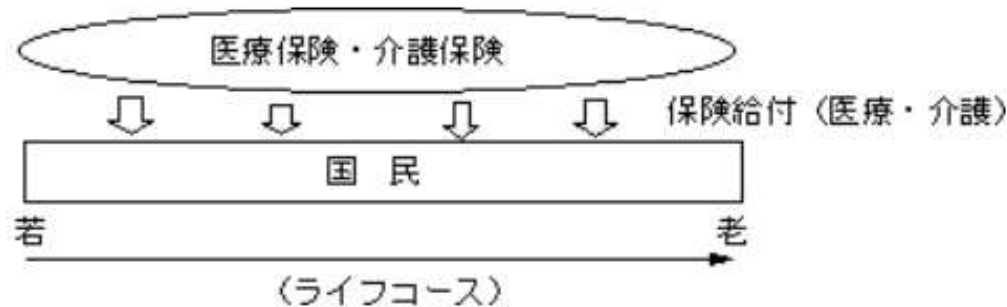 医療保険・介護保険
保険給付（医療・介護）
国 民
若
老
（ライフコース）